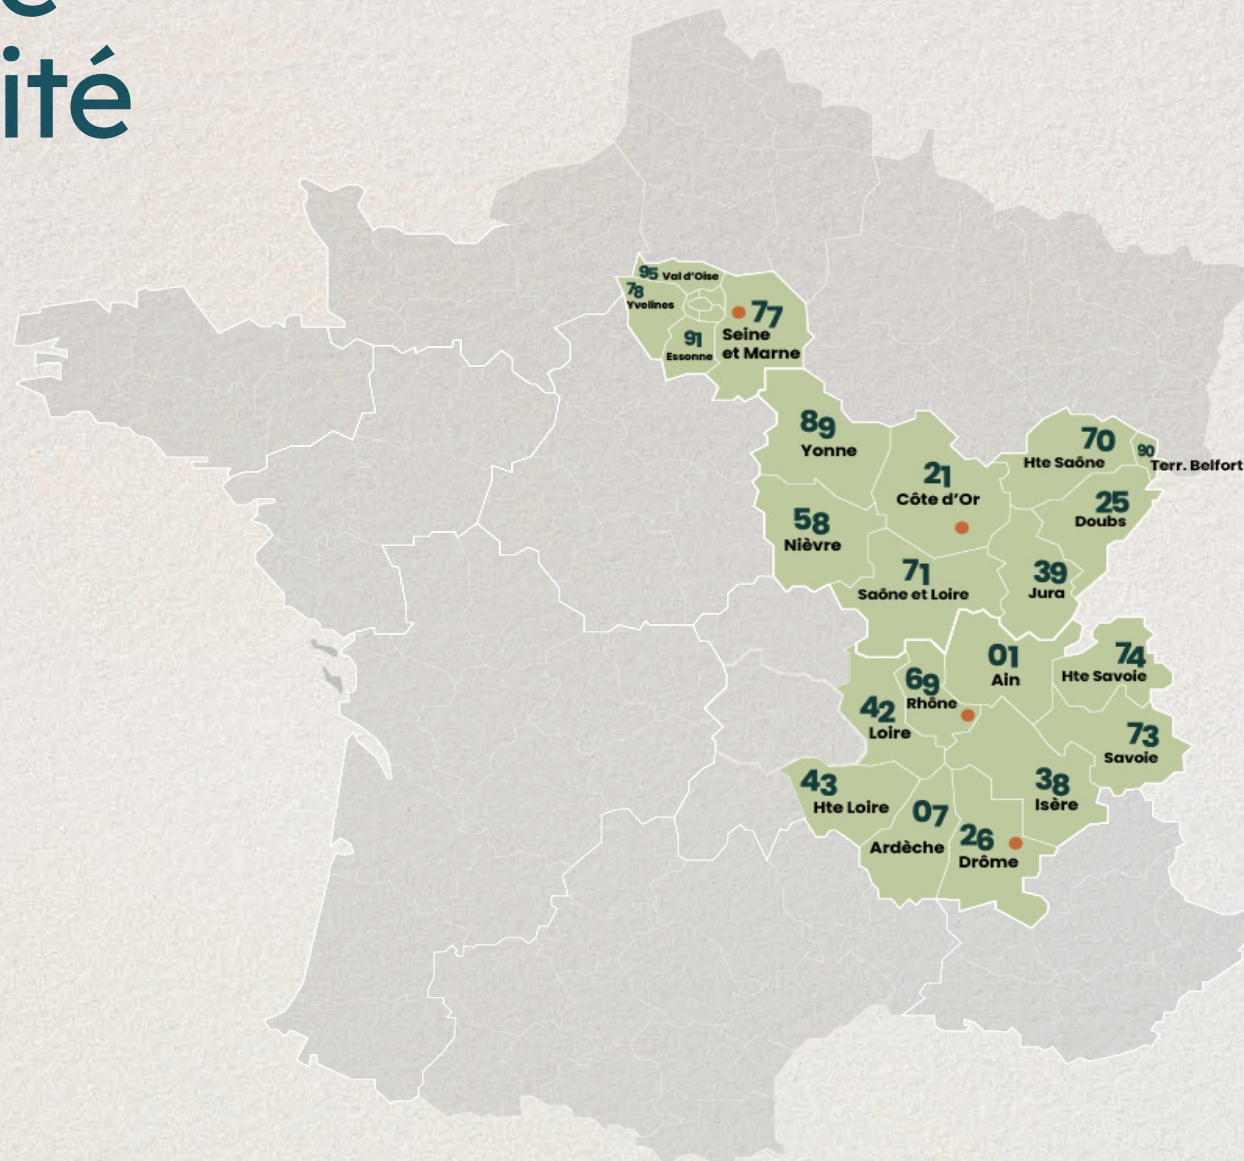 ité
95 Val d'Oise
78
Yvelines
77
Seine
et Marne
91
Essonne
89
Yonne
70
Hte Saône
90
Terr. Belfort
21
Côte d'Or
25
Doubs
58
Nièvre
71
Saône et Loire
39
Jura
01
Ain
74
Hte Savoie
69
Rhône
42
Loire
73
Savoie
43
Hte Loire
38
Isère
07
Ardèche
26
Drôme